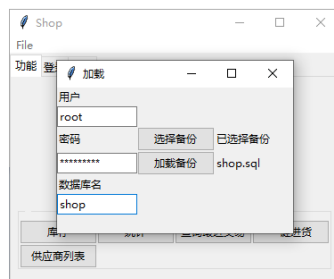 Shop
File
功能
加载
用户
root
密码 选择备份 已选择备份
********* 加载备份 shop.sql
数据库名
shop
供应商列表